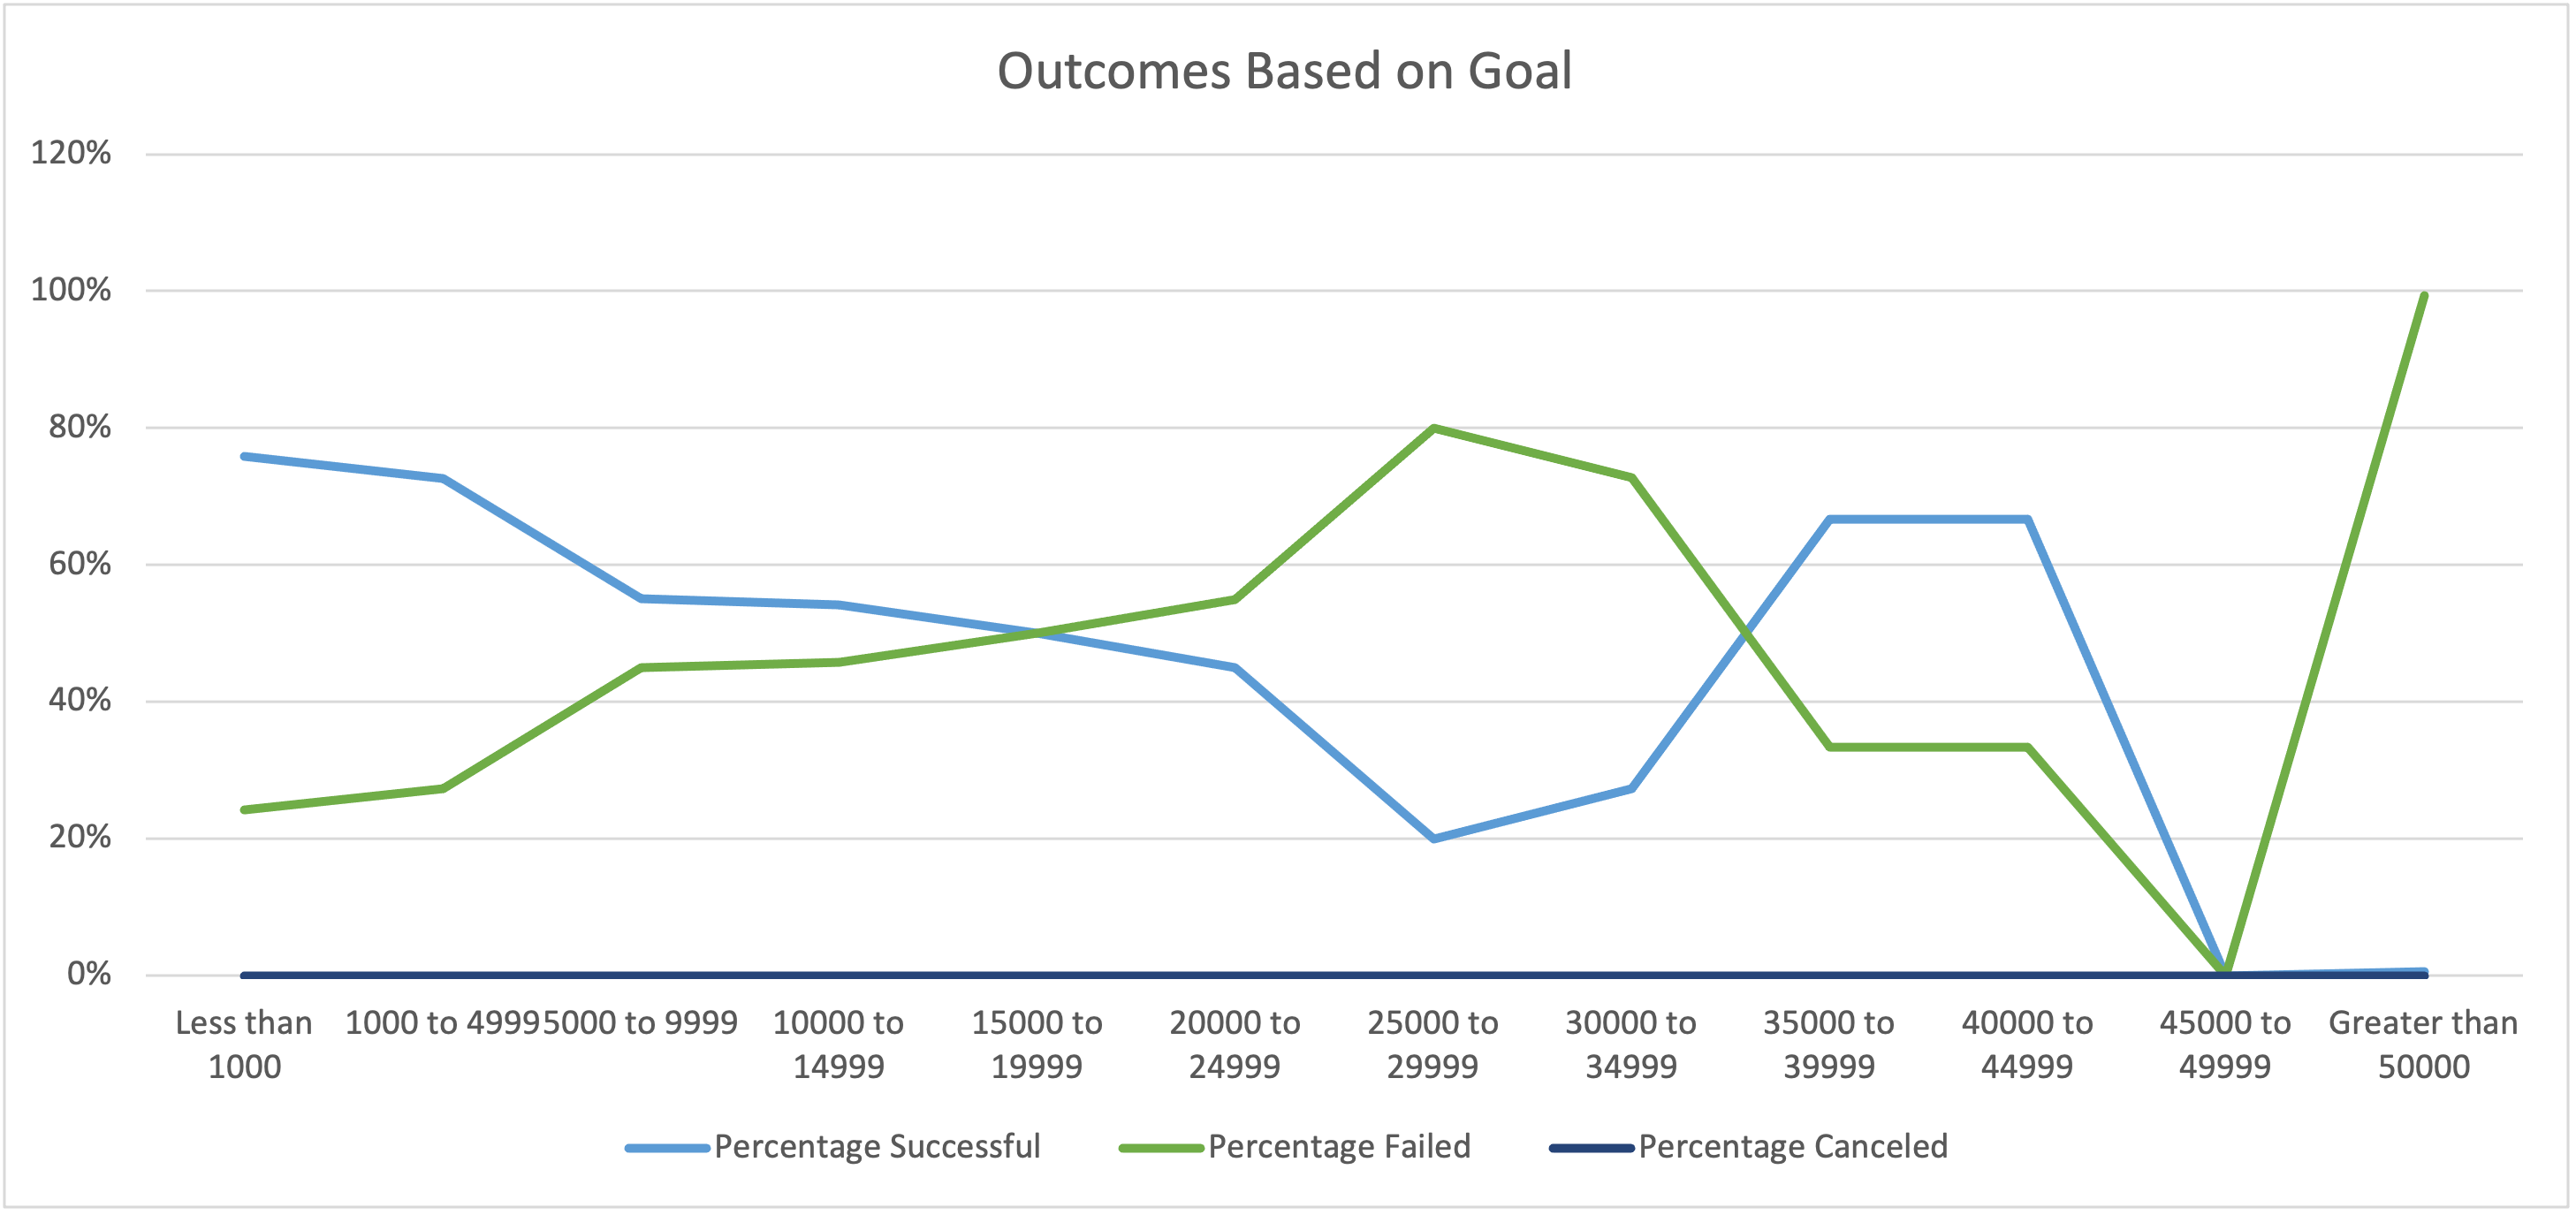 Outcomes Based on Goal
120%
100%
80%
60%
40%
20%
0%
Less than
1000
1000 to 4999
5000 to 9999
10000 to
14999
15000 to
19999
20000 to
24999
25000 to
29999
30000 to
34999
35000 to
39999
40000 to
44999
45000 to
49999
Greater than
50000
Percentage Successful
Percentage Failed
Percentage Canceled